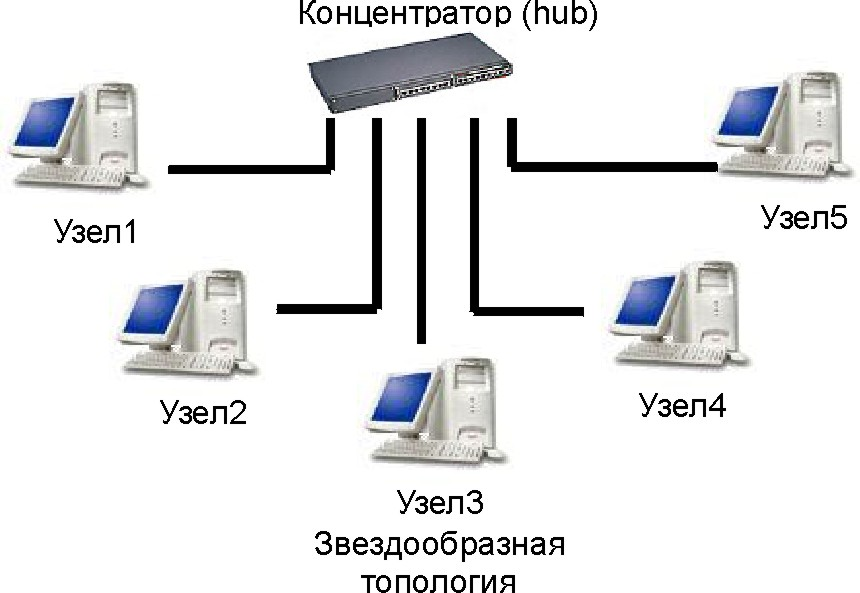 Концентратор (hub)
Узел1
Узел5
Узел2
Узел4
Узел3
Звездообразная
топология